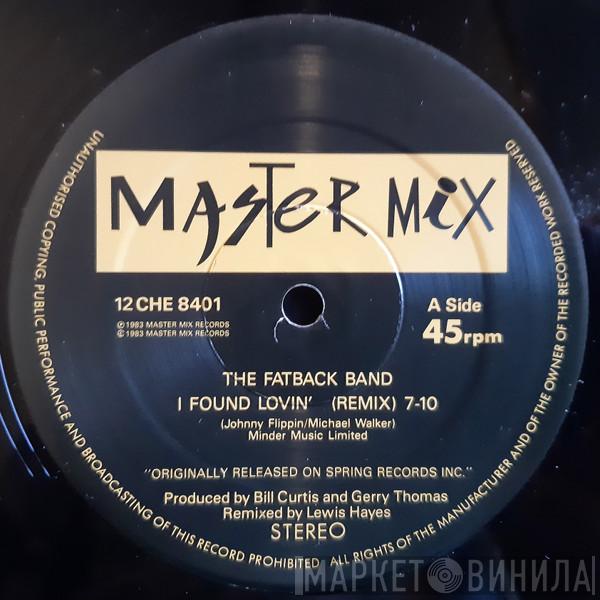 MASTER MiX
12 CHE 8401
A Side
℗ 1983 MASTER MIX RECORDS
© 1983 MASTER MIX RECORDS
45rpm
THE FATBACK BAND
I FOUND LOVIN' (REMIX) 7-10
(Johnny Flippin/Michael Walker)
Minder Music Limited
"ORIGINALLY RELEASED ON SPRING RECORDS INC."
Produced by Bill Curtis and Gerry Thomas
Remixed by Lewis Hayes
STEREO
UNAUTHORISED COPYING, PUBLIC PERFORMANCE AND BROADCASTING OF THIS RECORD PROHIBITED ALL RIGHTS OF THE MANUFACTURER AND OF THE OWNER OF THE RECORDED WORK RESERVED
МАРКЕТ ВИНИЛА